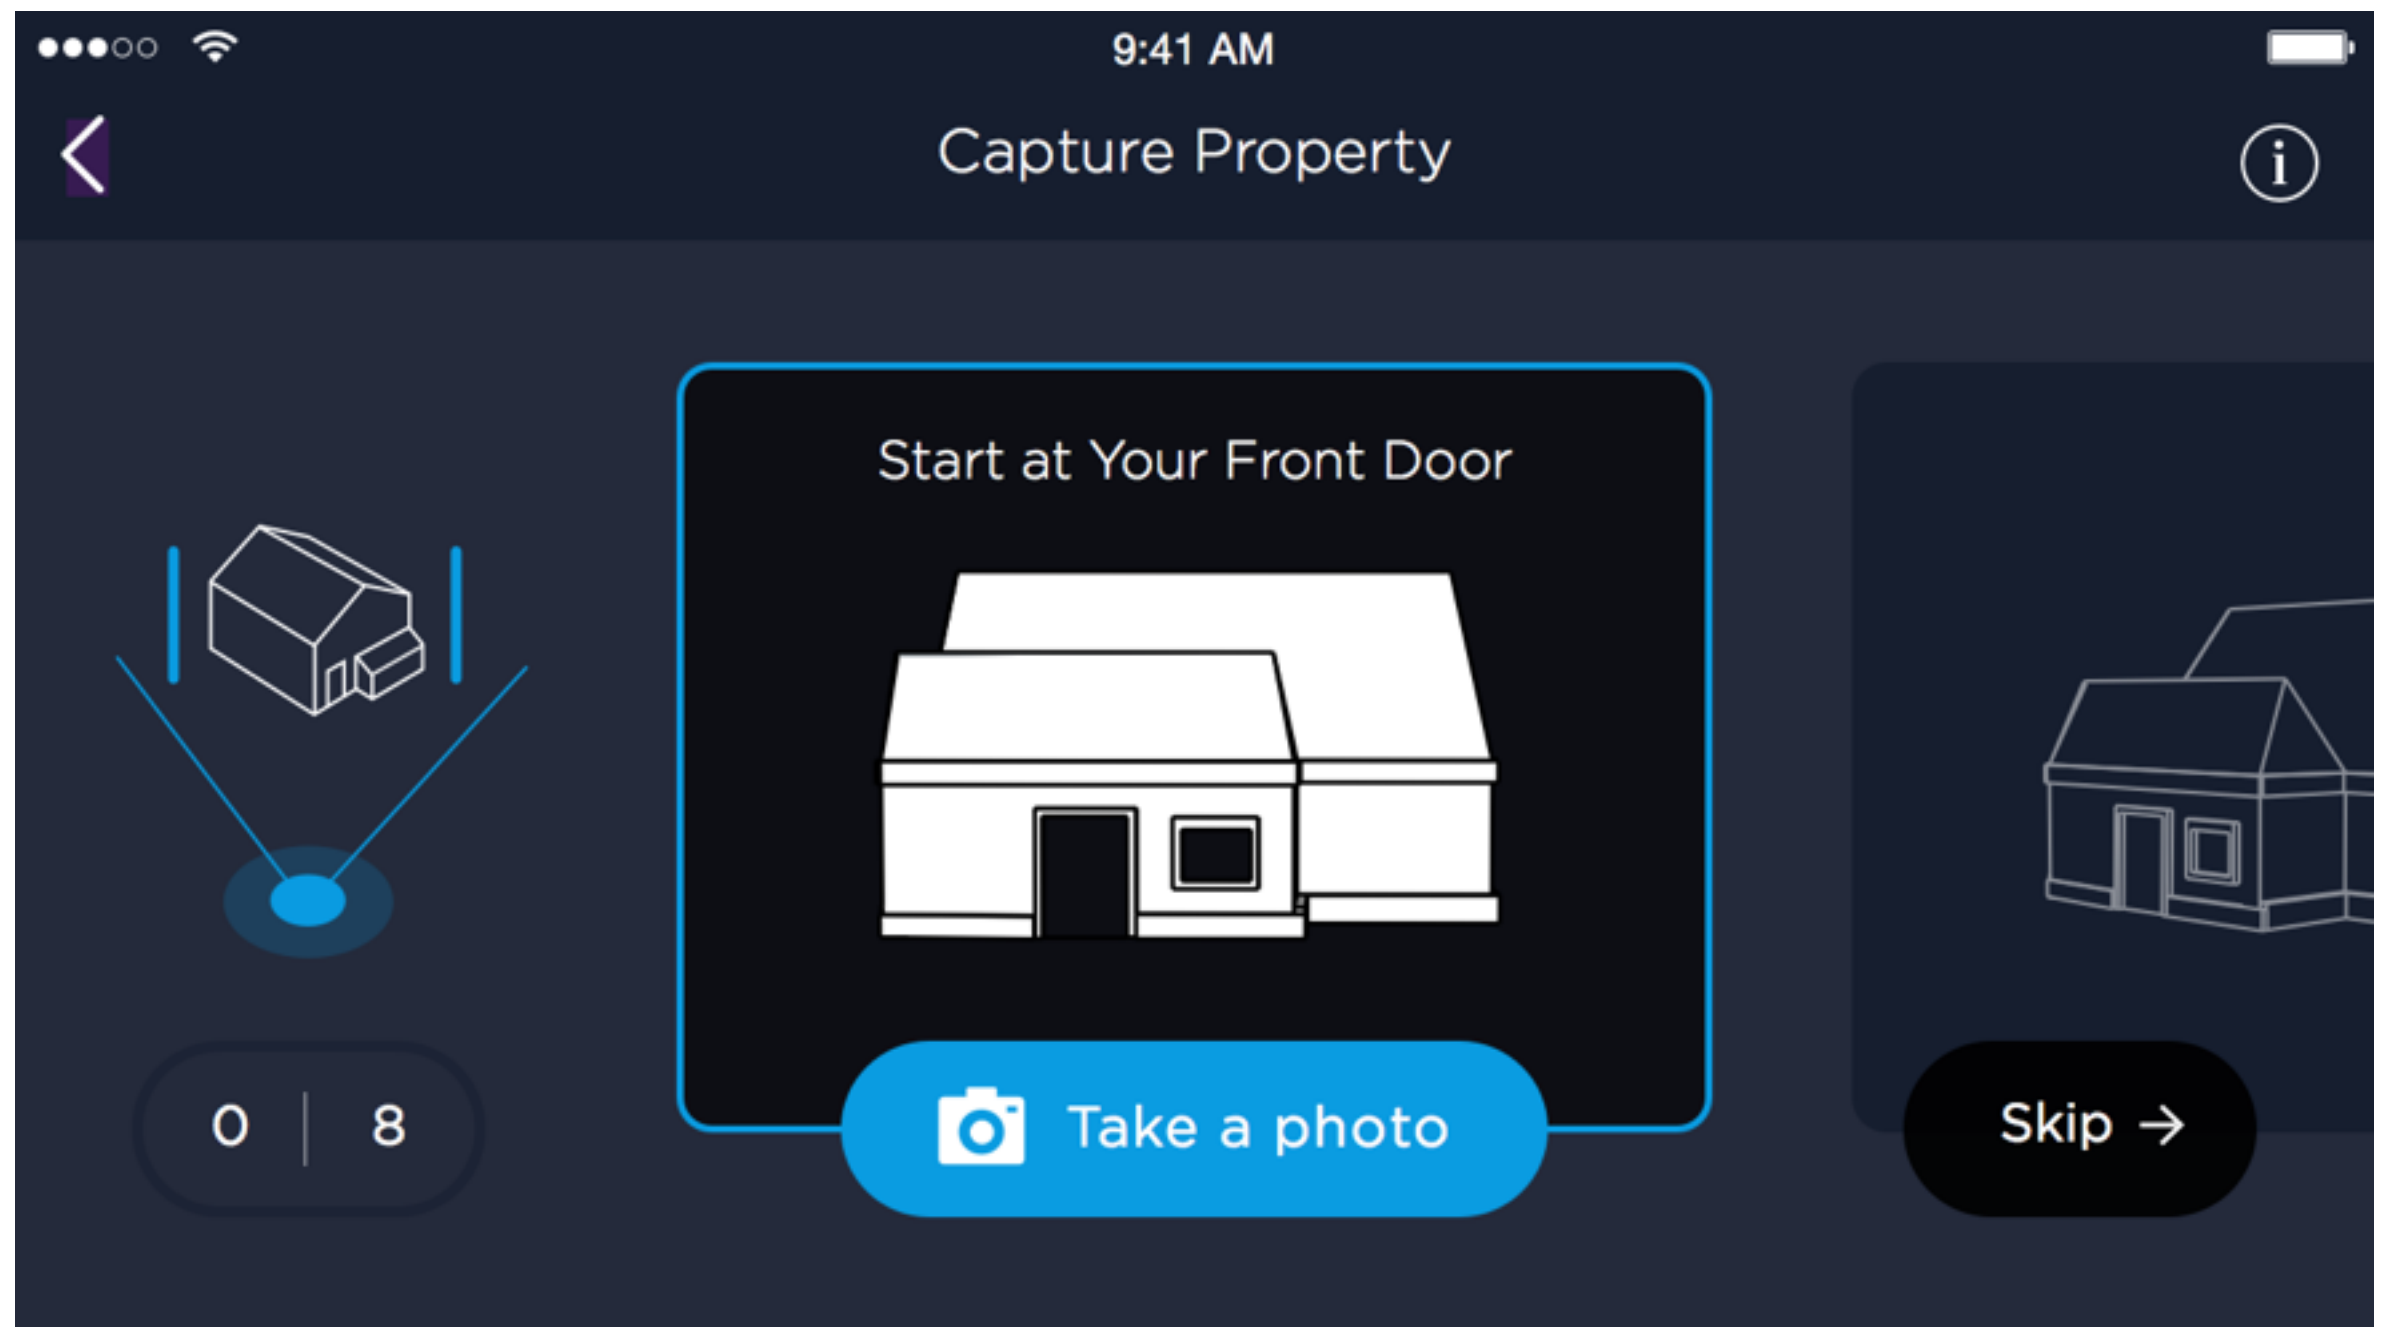 9:41 AM
Capture Property
i
Start at Your Front Door
0 | 8
Take a photo
Skip →